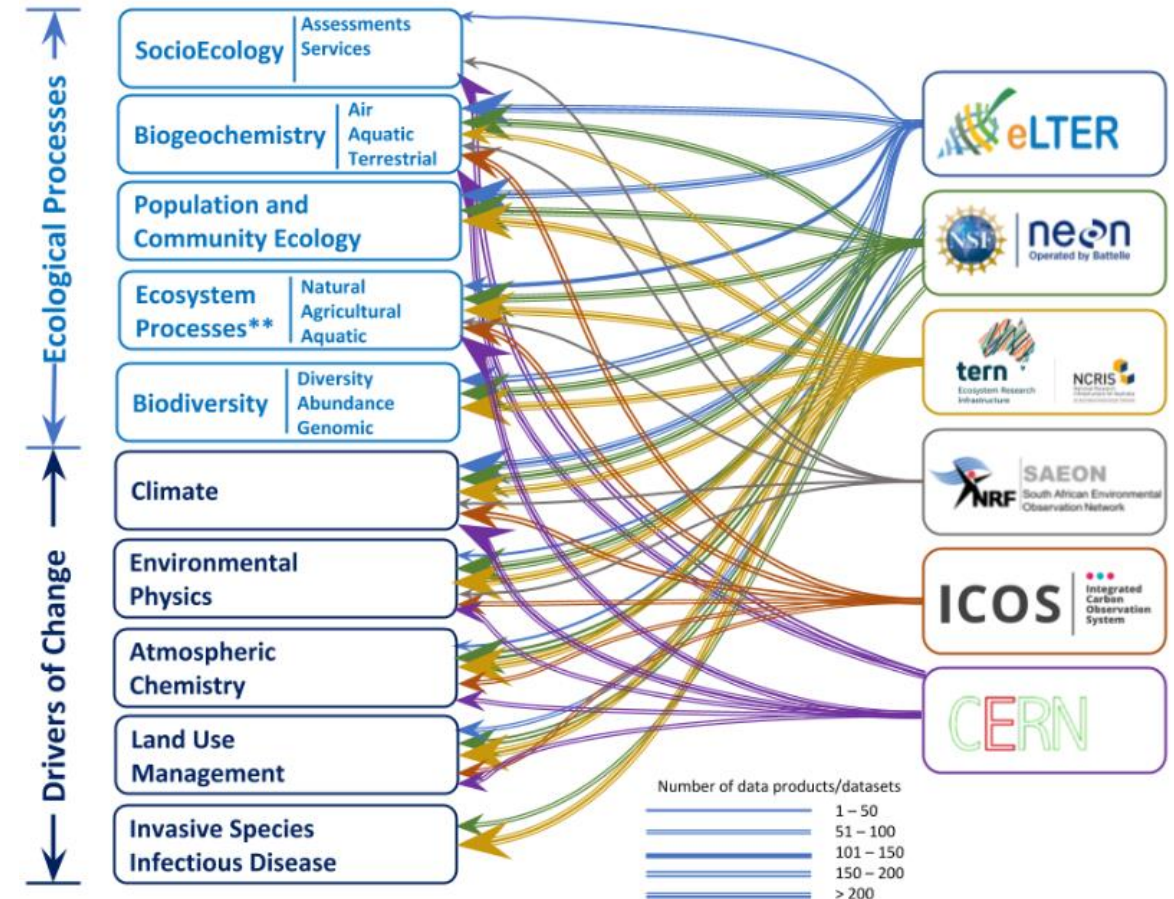 Ecological Processes
Drivers of Change
SocioEcology
Assessments
Services
Biogeochemistry
Air
Aquatic
Terrestrial
Population and
Community Ecology
Ecosystem
Processes**
Natural
Agricultural
Aquatic
Biodiversity
Diversity
Abundance
Genomic
Climate
Environmental
Physics
Atmospheric
Chemistry
Land Use
Management
Invasive Species
Infectious Disease
eLTER
NSF
neon
Operated by Battelle
tern
Ecosystem Research
Infrastructure
NCRIS
NRF
SAEON
South African Environmental
Observation Network
ICOS
Integrated
Carbon
Observation
System
CERN
Number of data products/datasets
1 – 50
51 – 100
101 – 150
150 – 200
> 200